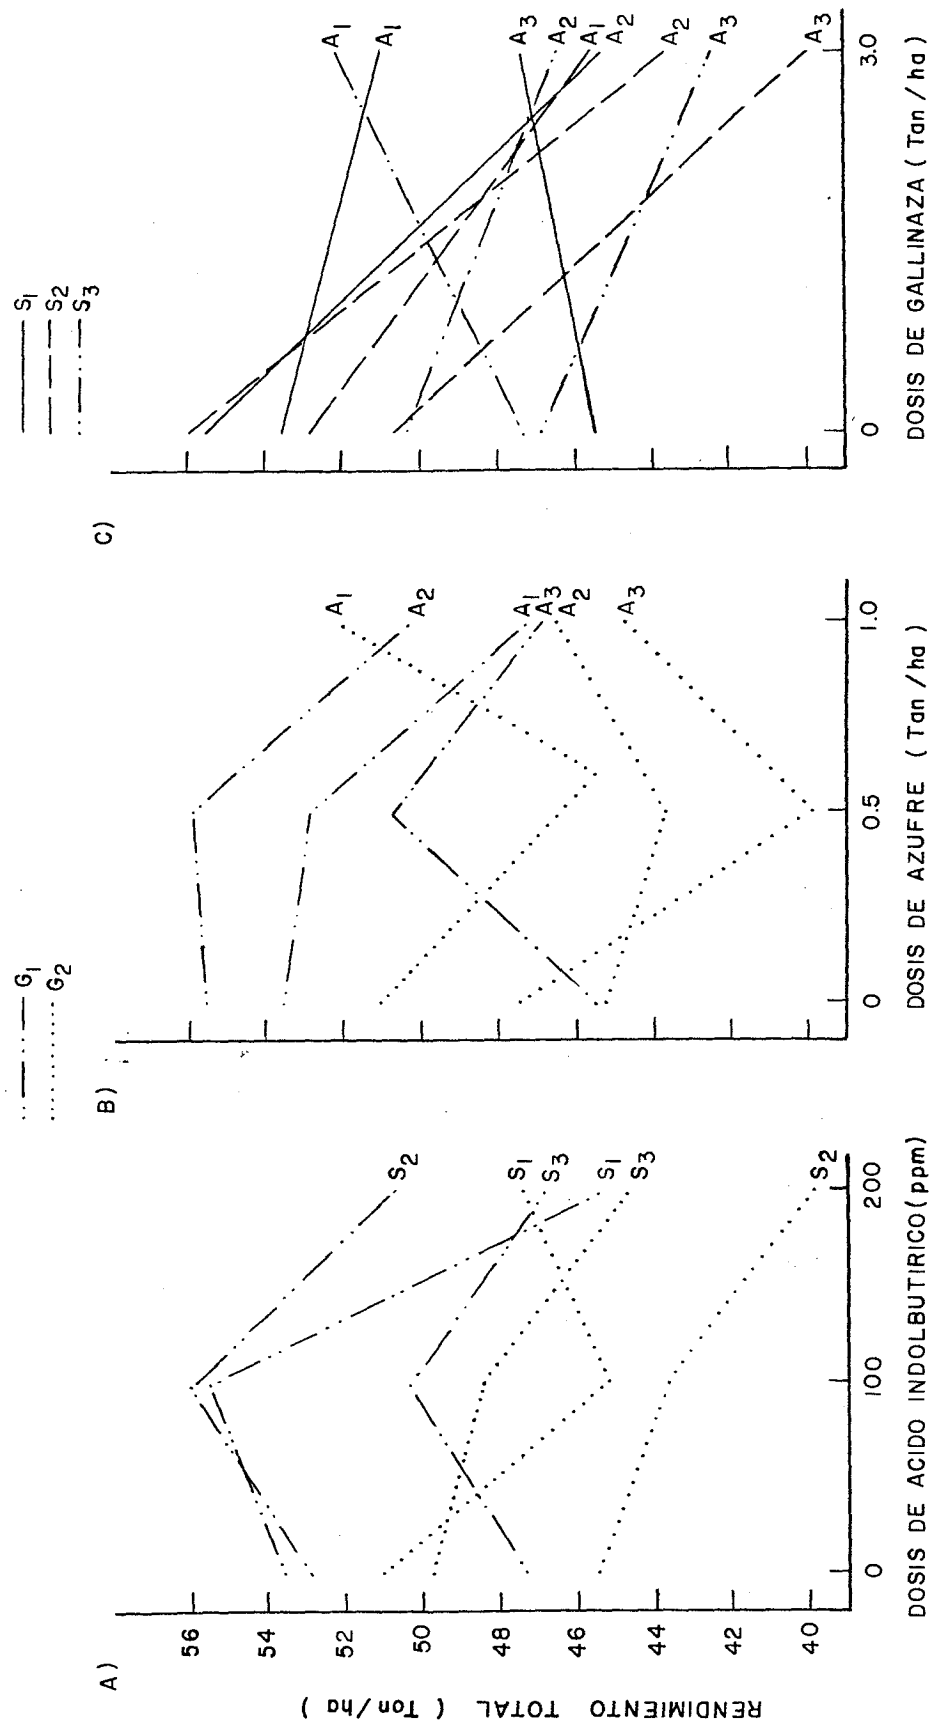 A)
RENDIMIENTO TOTAL ( Ton/ha )
56
54
52
50
48
46
44
42
40
S2
S1
S3
S1
S3
S2
0
100
200
DOSIS DE ACIDO INDOLBUTIRICO (ppm)
G1
G2
B)
A1
A2
A1
A3
A2
A3
0
0.5
1.0
DOSIS DE AZUFRE ( Tan /ha )
S1
S2
S3
C)
A1
A1
A3
A2
A1
A2
A2
A3
A3
0
3.0
DOSIS DE GALLINAZA ( Tan / ha )